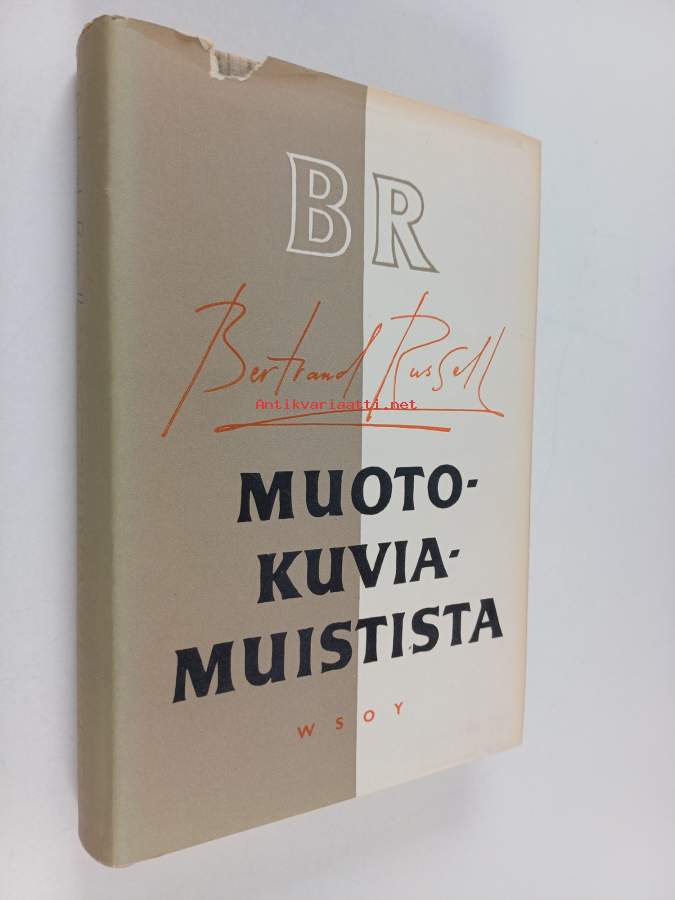 BR
Bertrand Russell
Antikvariaatti.net
MUOTO-
KUVIA-
MUISTISTA
WSOY